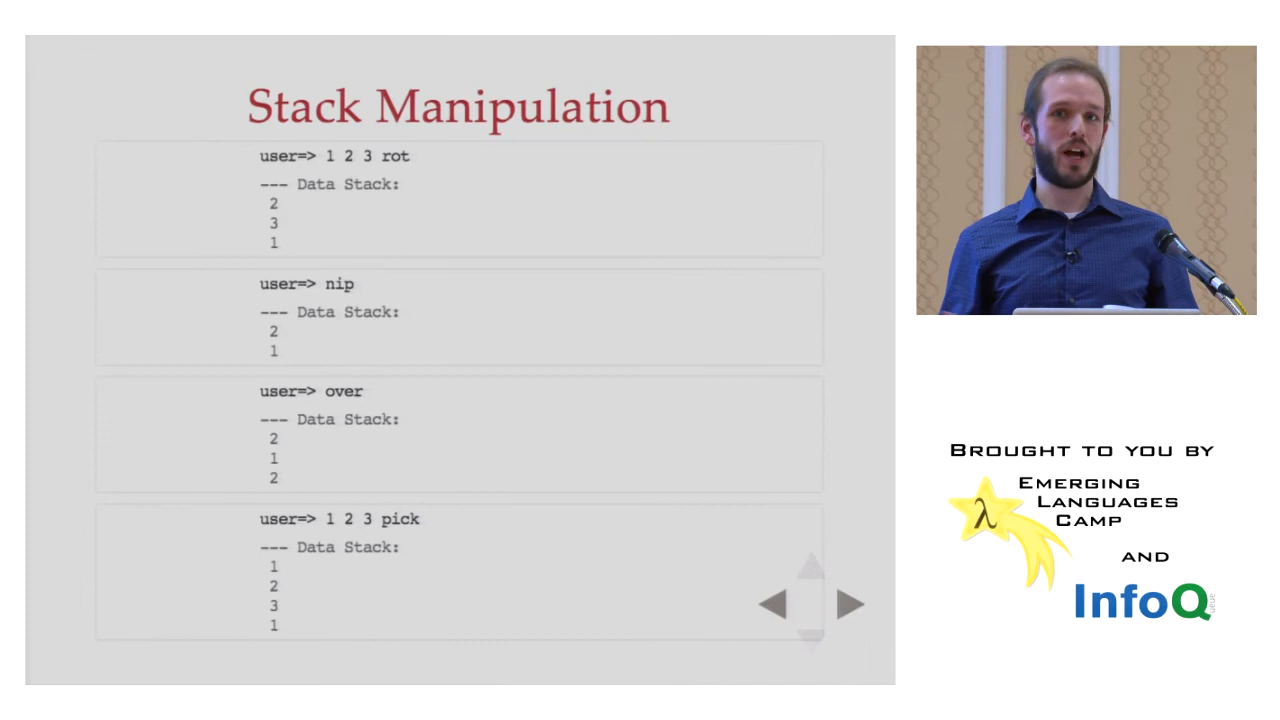 Stack Manipulation
user=> 1 2 3 rot
--- Data Stack:
2
3
1
user=> nip
--- Data Stack:
2
1
user=> over
--- Data Stack:
2
1
2
user=> 1 2 3 pick
--- Data Stack:
1
2
3
1
Brought to you by
Emerging
Languages
Camp
λ
and
InfoQ
ueue